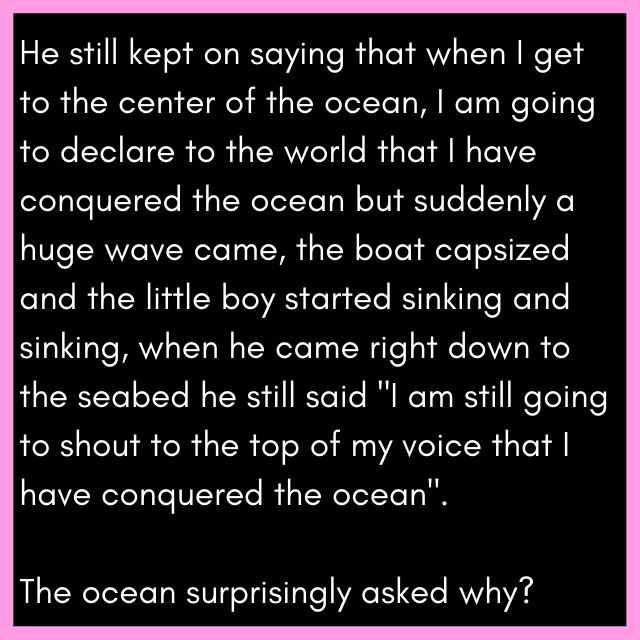 He still kept on saying that when I get
to the center of the ocean, I am going
to declare to the world that I have
conquered the ocean but suddenly a
huge wave came, the boat capsized
and the little boy started sinking and
sinking, when he came right down to
the seabed he still said "I am still going
to shout to the top of my voice that I
have conquered the ocean".
The ocean surprisingly asked why?